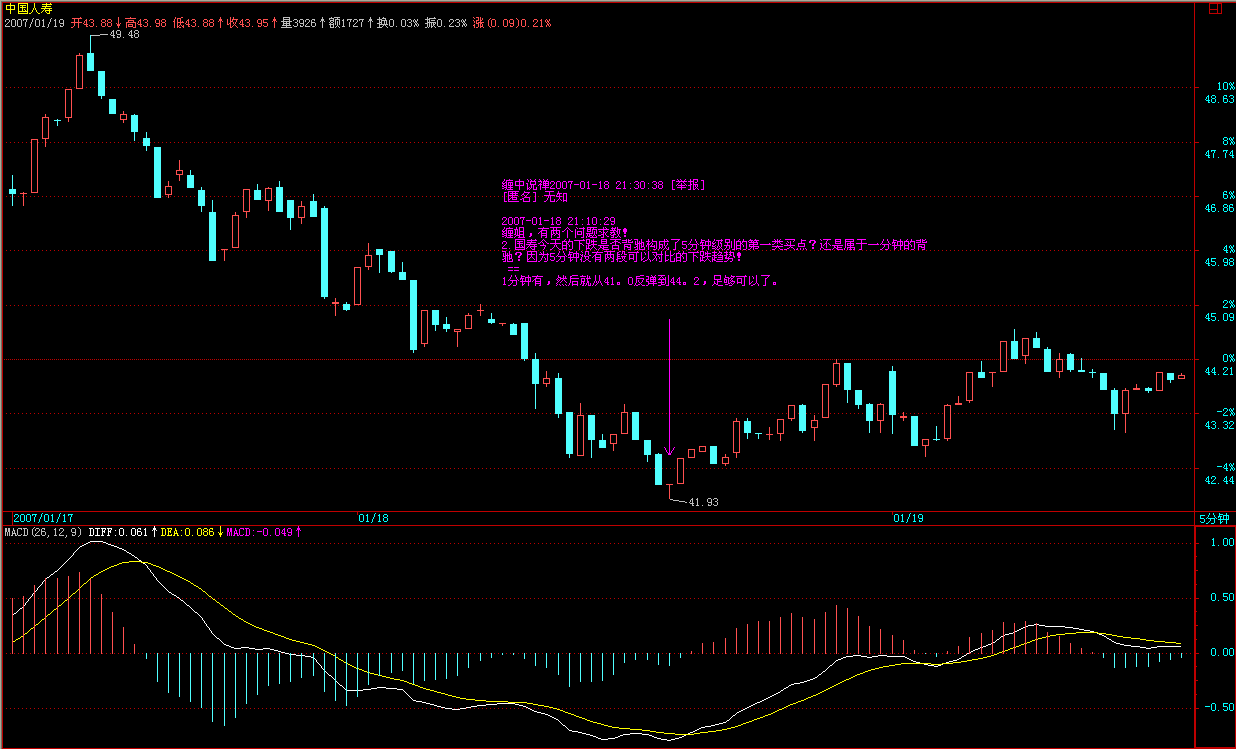 中国人寿
2007/01/19 开43.88↓高43.98 低43.88↑收43.95↑量3926↑额1727↑换0.03% 振0.23% 涨(0.09)0.21%
49.48
10%
48.63
8%
47.74
缠中说禅2007-01-18 21:30:38 [举报]
[匿名] 无知
6%
46.86
2007-01-18 21:10:29
缠姐，有两个问题求教！
2.国寿今天的下跌是否背驰构成了5分钟级别的第一类买点？还是属于一分钟的背
驰？因为5分钟没有两段可以对比的下跌趋势！
==
1分钟有，然后就从41。0反弹到44。2，足够可以了。
4%
45.98
2%
45.09
0%
44.21
-2%
43.32
-4%
42.44
41.93
2007/01/17
01/18
01/19
5分钟
MACD(26,12,9) DIFF:0.061↑DEA:0.086↓MACD:-0.049↑
1.00
0.50
0.00
-0.50